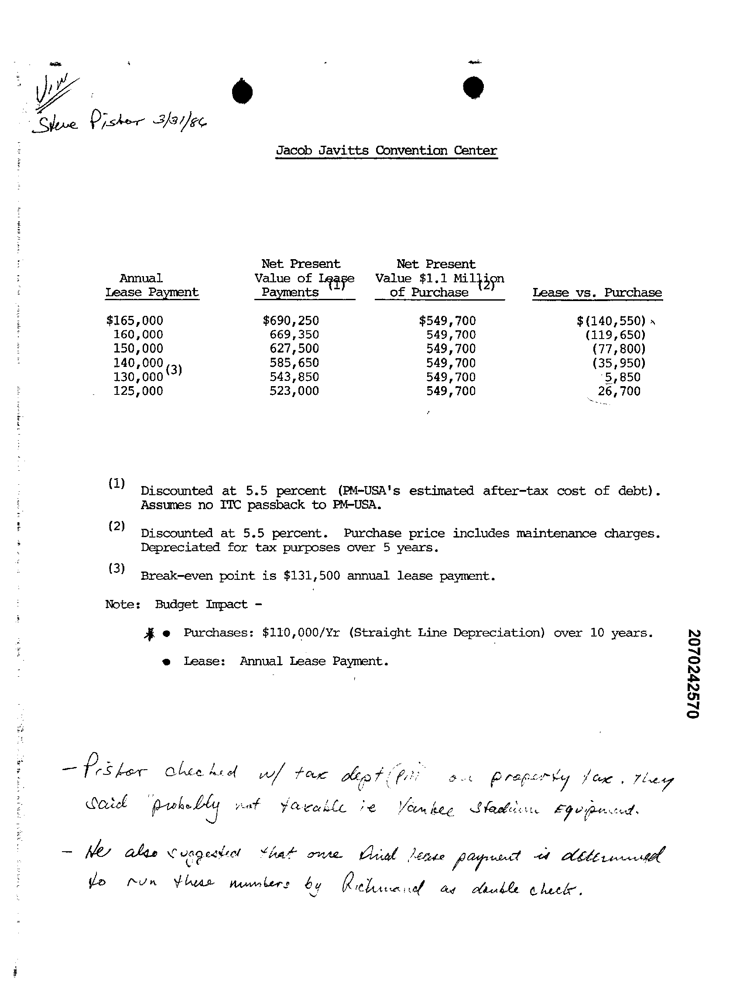 VIW
Steve Pistor 3/31/86
Jacob Javitts Convention Center
Net Present Net Present
Annual Value of Lease Value $1.1 Million
Lease Payment Payments (1) of Purchase (2) Lease vs. Purchase
$165,000 $690,250 $549,700 $(140,550)
160,000 669,350 549,700 (119,650)
150,000 627,500 549,700 (77,800)
140,000 585,650 549,700 (35,950)
130,000 (3) 543,850 549,700 5,850
125,000 523,000 549,700 26,700
(1) Discounted at 5.5 percent (PM-USA's estimated after-tax cost of debt).
Assumes no ITC passback to PM-USA.
(2) Discounted at 5.5 percent. Purchase price includes maintenance charges.
Depreciated for tax purposes over 5 years.
(3) Break-even point is $131,500 annual lease payment.
Note: Budget Impact -
* ● Purchases: $110,000/Yr (Straight Line Depreciation) over 10 years.
● Lease: Annual Lease Payment.
2070242570
- Pistor checked w/ tax dept (PM) on property tax. They
said "probably not taxable ie Yankee Stadium Equipment.
- He also suggested that once final lease payment is determined
to run these numbers by Richmond as double check.